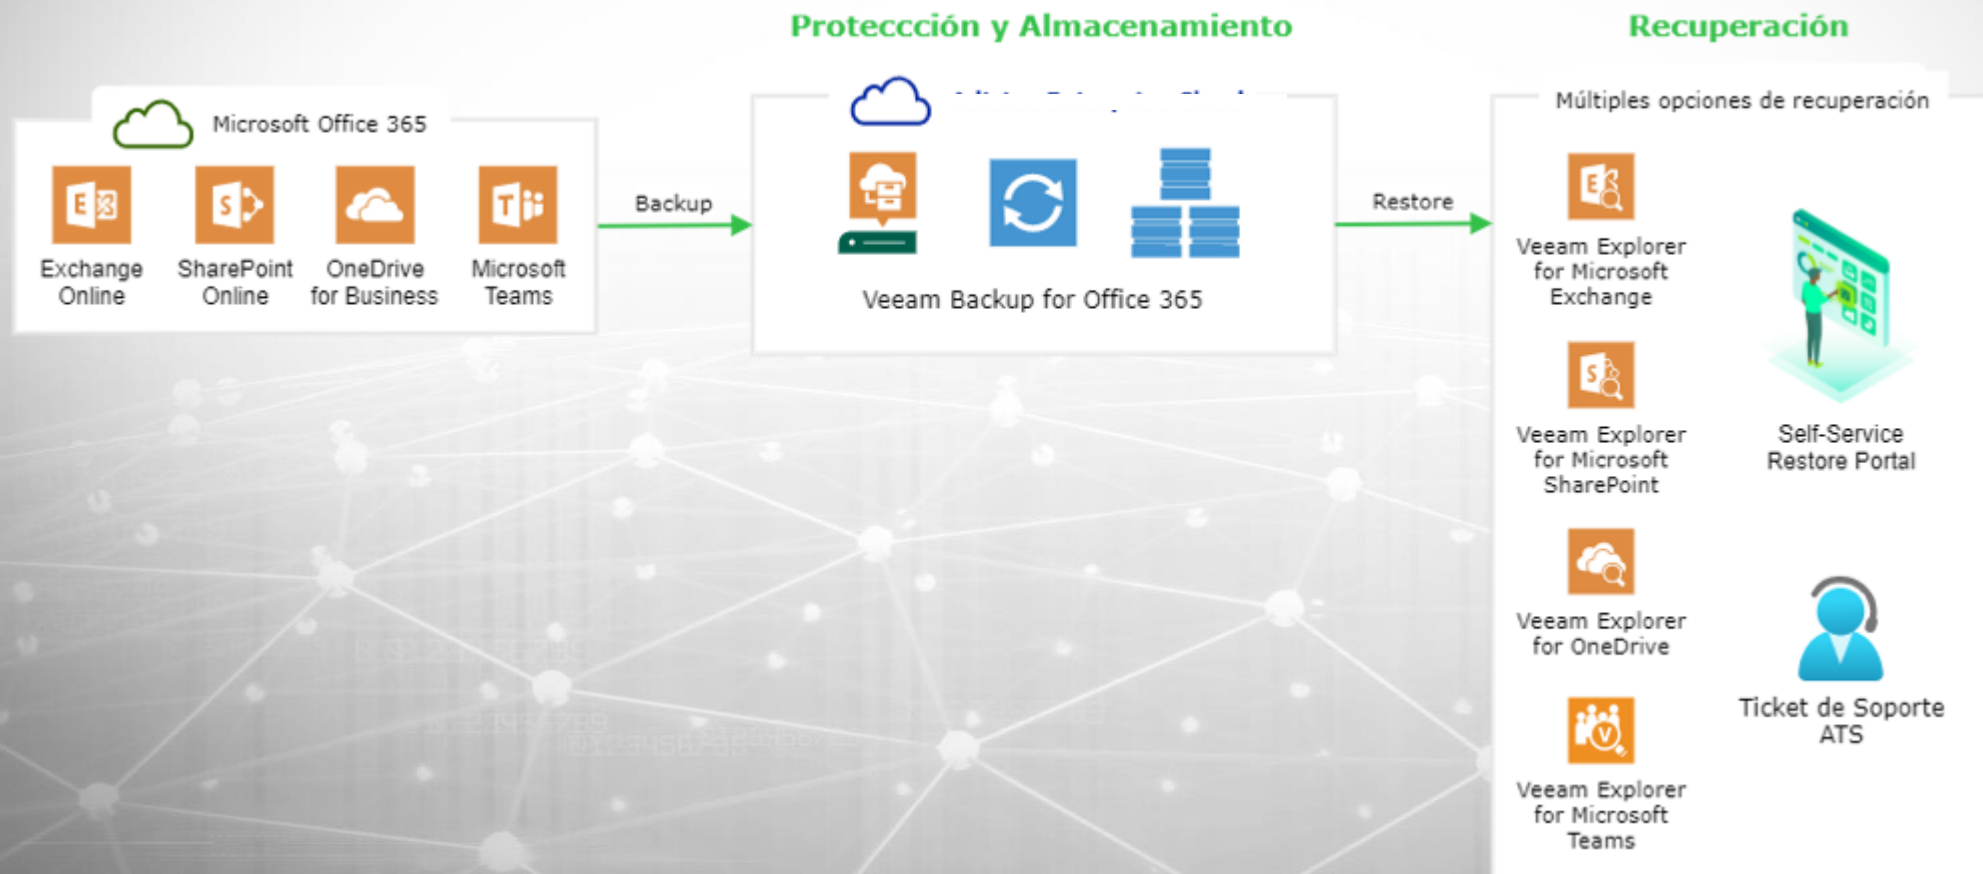 Proteccción y Almacenamiento
Recuperación
Microsoft Office 365
Exchange
Online
SharePoint
Online
OneDrive
for Business
Microsoft
Teams
Backup
Veeam Backup for Office 365
Restore
Múltiples opciones de recuperación
Veeam Explorer
for Microsoft
Exchange
Veeam Explorer
for Microsoft
SharePoint
Veeam Explorer
for OneDrive
Veeam Explorer
for Microsoft
Teams
Self-Service
Restore Portal
Ticket de Soporte
ATS